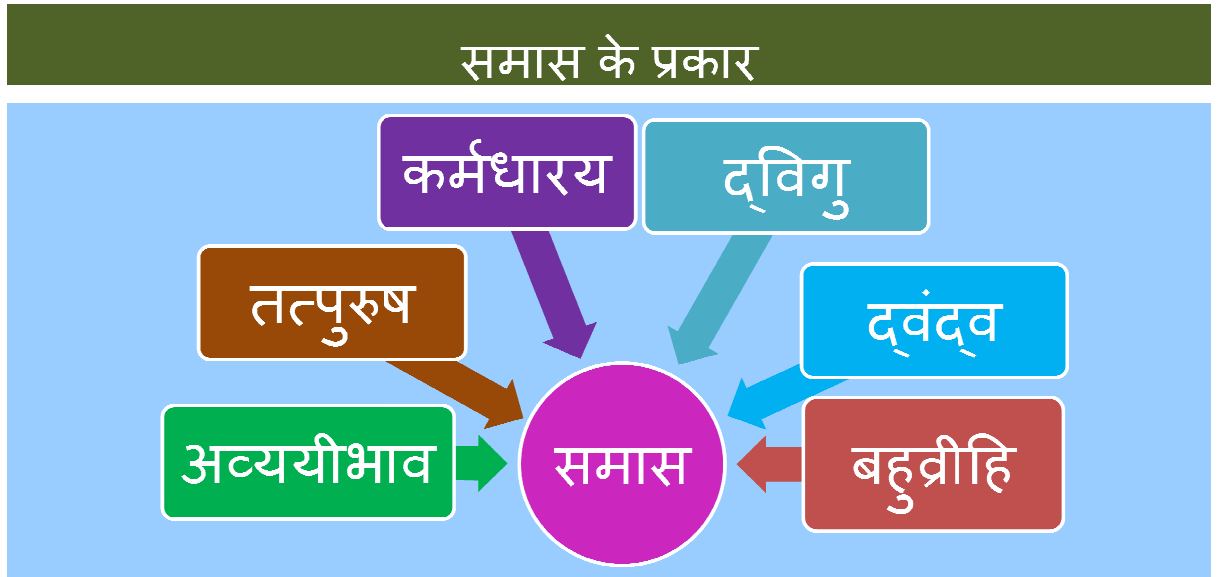 समास के प्रकार
कर्मधारय
द्‌विगु
तत्पुरुष
द्‌वंद्‌व
अव्ययीभाव
समास
बहुव्रीहि